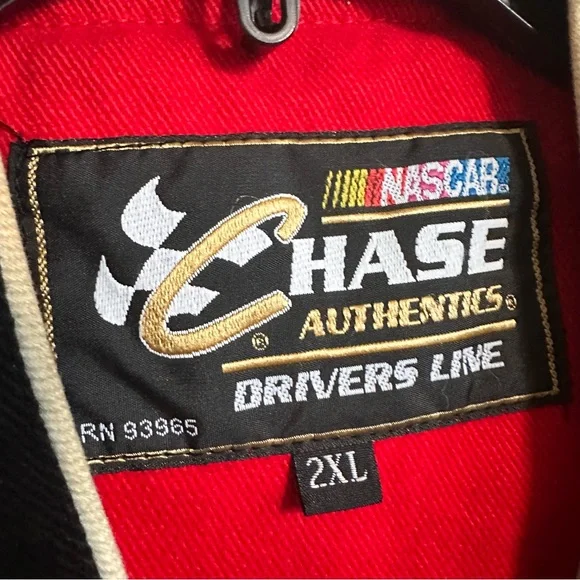 NASCAR®
CHASE
AUTHENTICS®
®
DRIVERS LINE
RN 93965
2XL